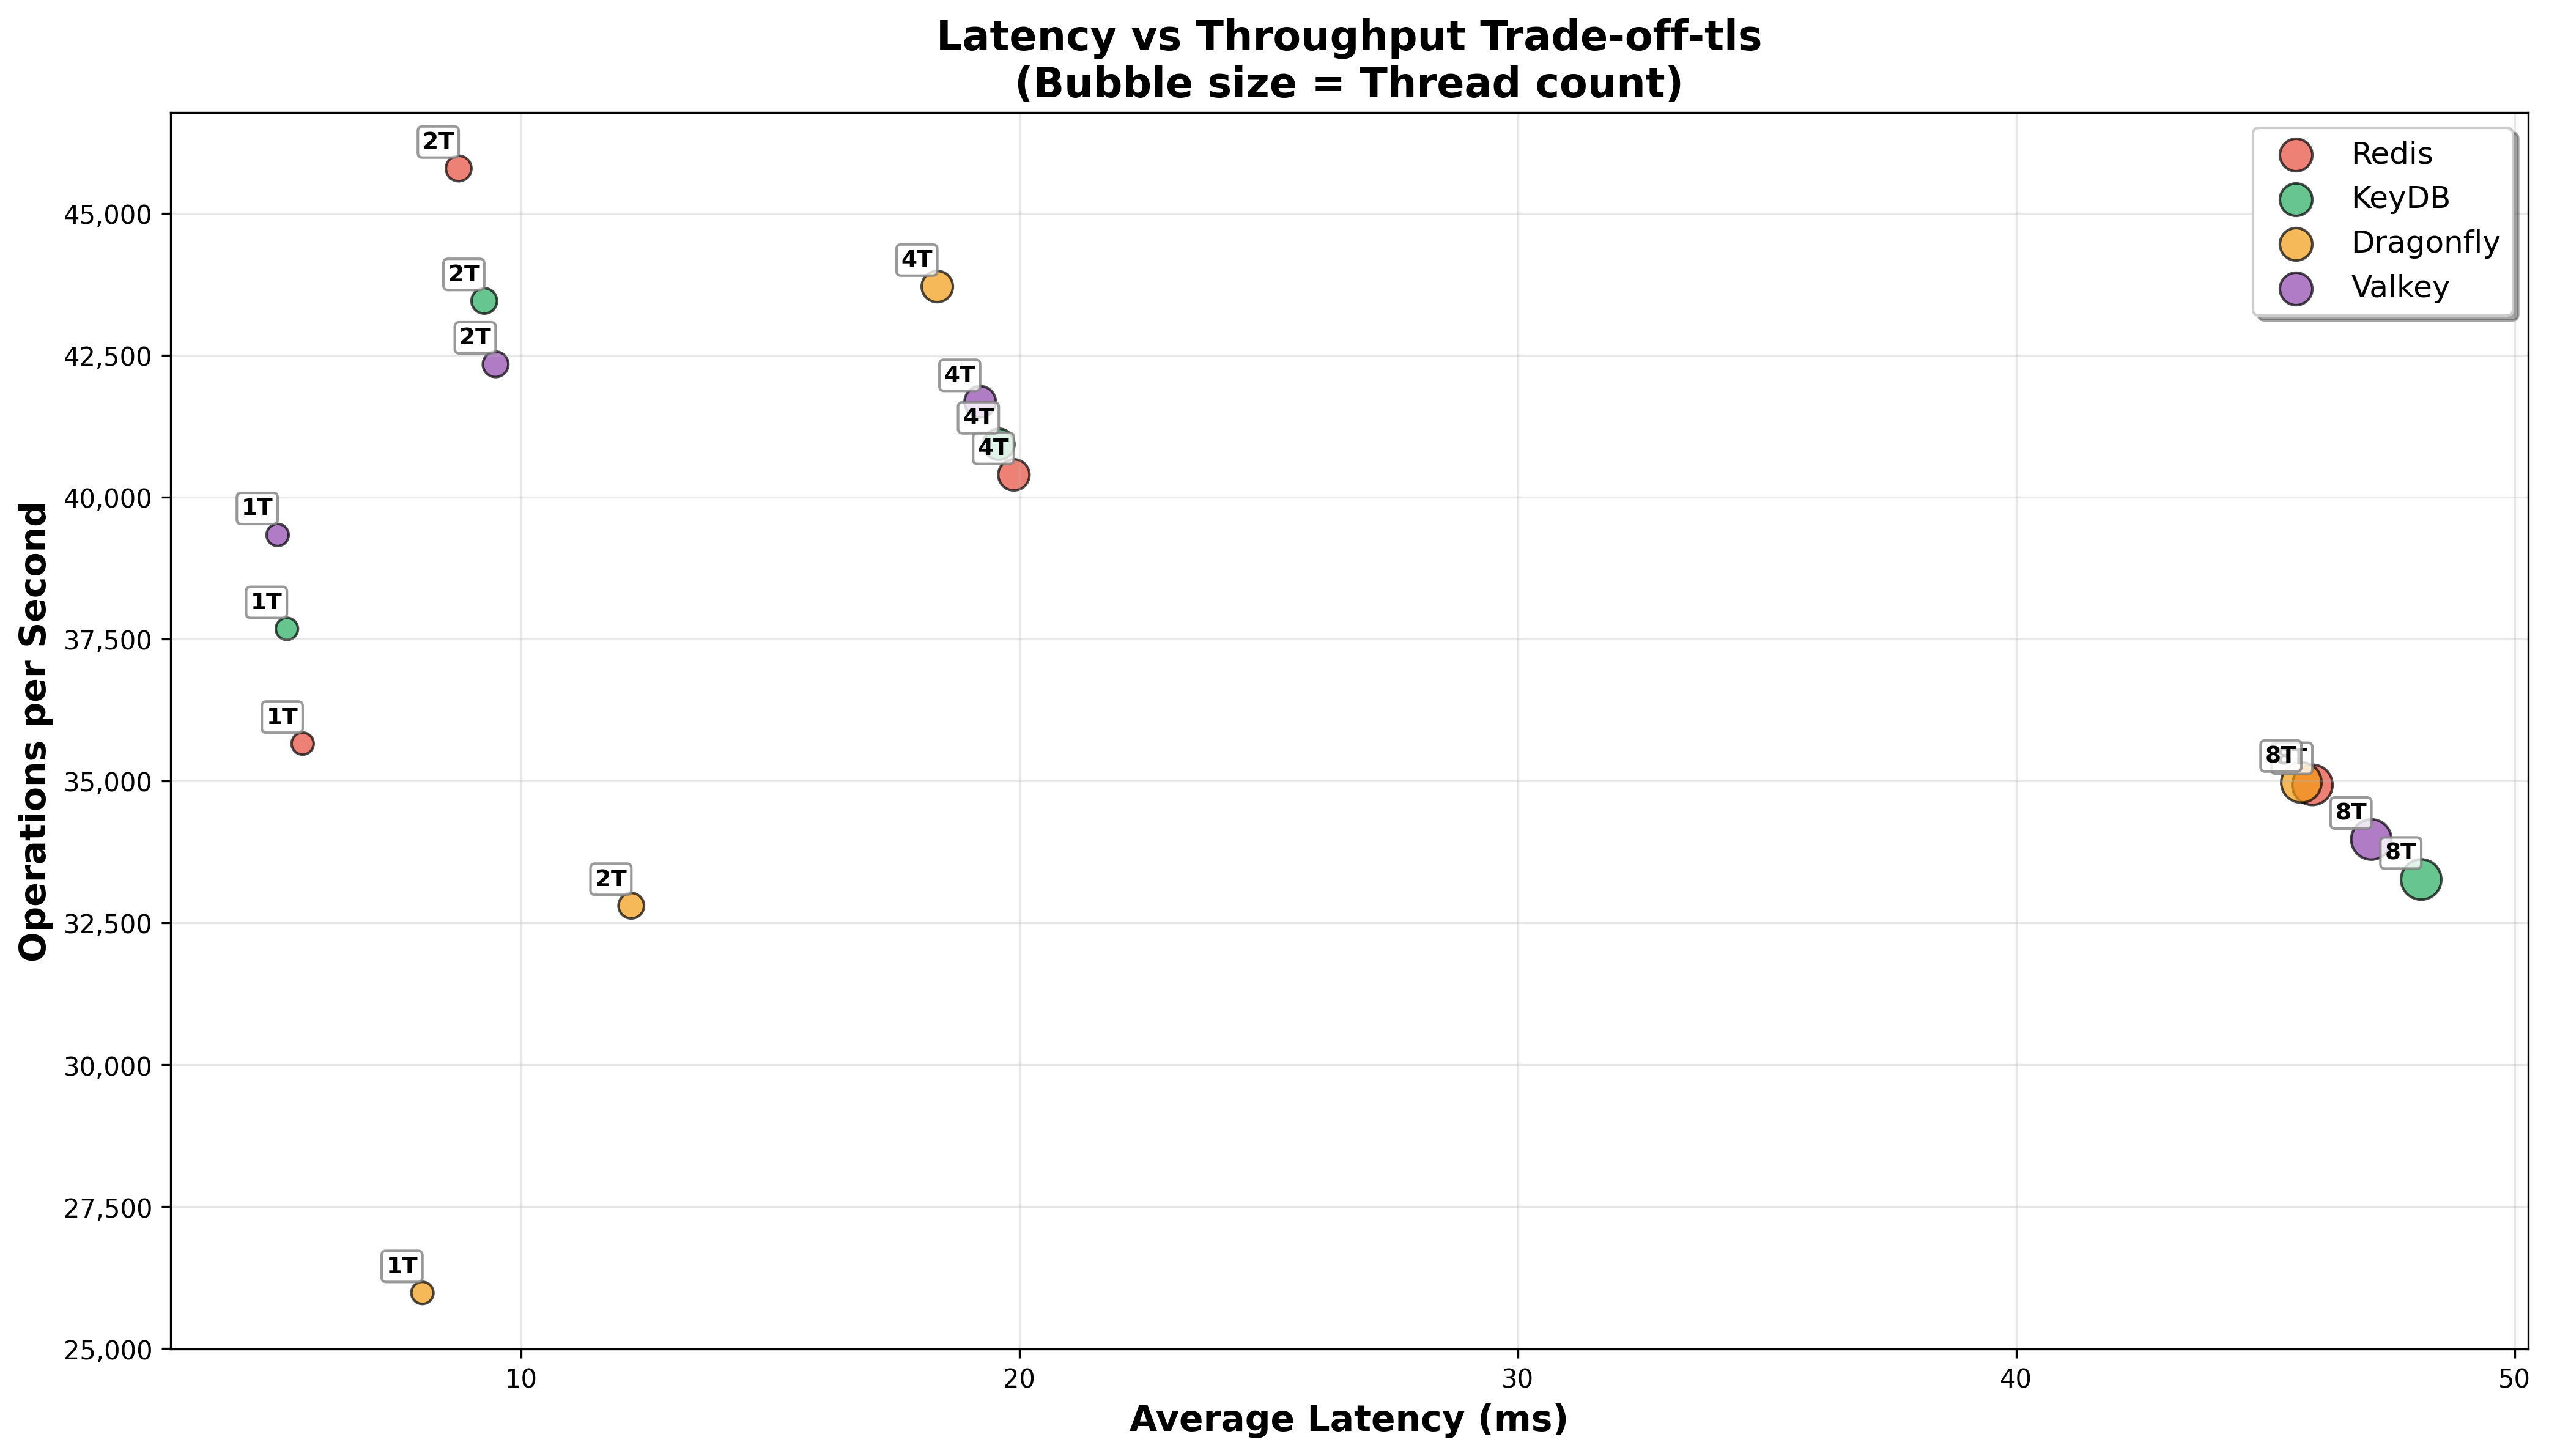 Latency vs Throughput Trade-off-tls
(Bubble size = Thread count)
Redis
KeyDB
Dragonfly
Valkey
Operations per Second
45,000
42,500
40,000
37,500
35,000
32,500
30,000
27,500
25,000
2T
2T
2T
4T
4T
4T
4T
1T
1T
1T
8T
8T
8T
2T
1T
10
20
30
40
50
Average Latency (ms)